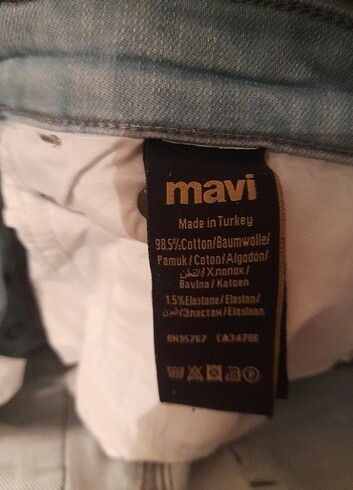 mavi
Made in Turkey
98.5%Cotton/Baumwolle/
Pamuk/Coton/Algodón/
القطن/Хлопок/
Bavlna/Katoen
1.5%Elastane/Elastan/
Эластан/Elastaan
RN95767 CA34706